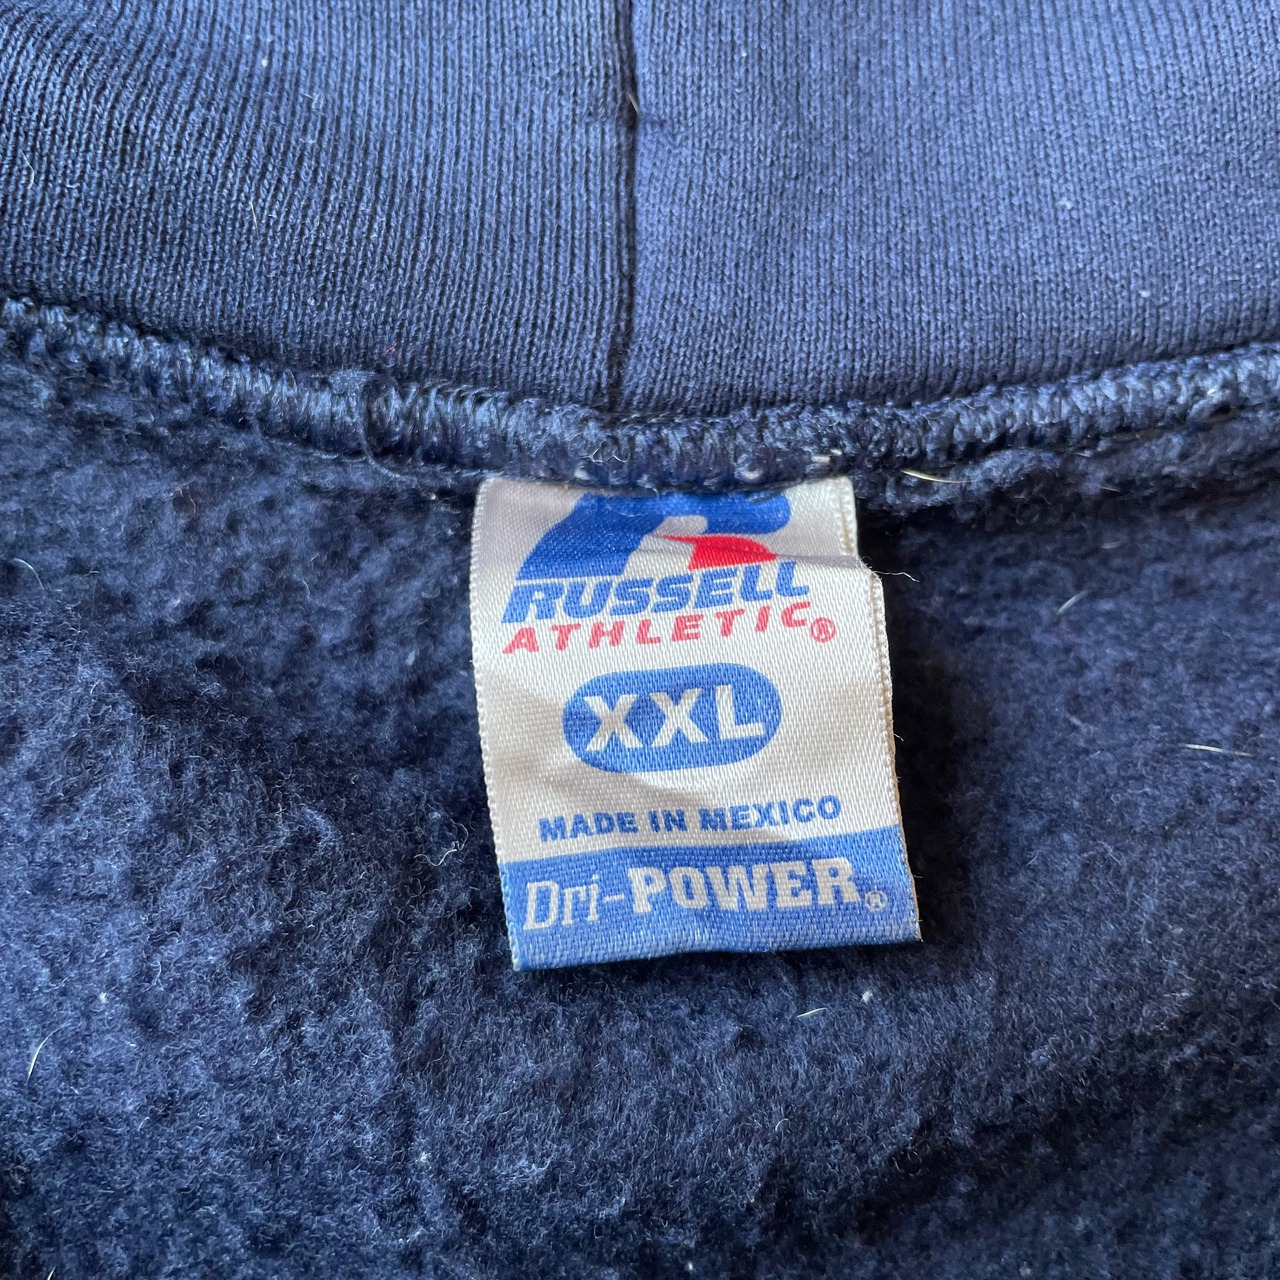 R
RUSSELL
ATHLETIC®
XXL
MADE IN MEXICO
Dri-POWER®